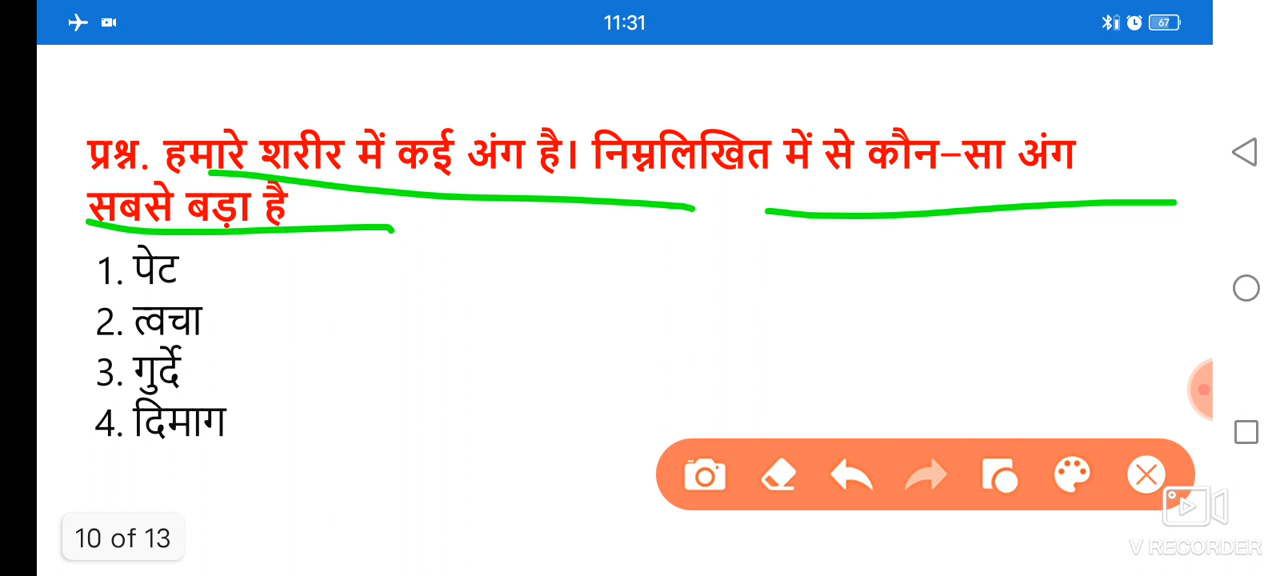 11:31
67
प्रश्न. हमारे शरीर में कई अंग है। निम्नलिखित में से कौन–सा अंग
सबसे बड़ा है
1. पेट
2. त्वचा
3. गुर्दे
4. दिमाग
10 of 13
V RECORDER